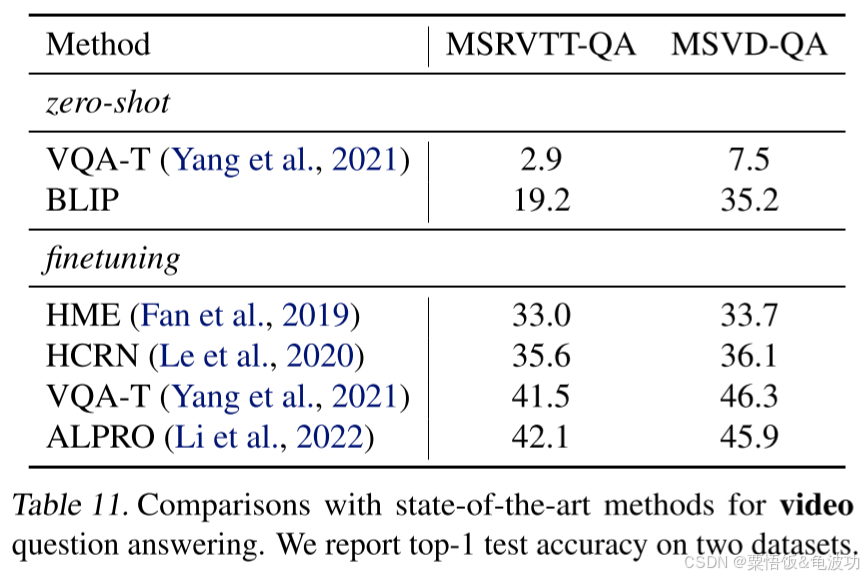 Method MSRVTT-QA MSVD-QA
zero-shot
VQA-T (Yang et al., 2021) 2.9 7.5
BLIP 19.2 35.2
finetuning
HME (Fan et al., 2019) 33.0 33.7
HCRN (Le et al., 2020) 35.6 36.1
VQA-T (Yang et al., 2021) 41.5 46.3
ALPRO (Li et al., 2022) 42.1 45.9
Table 11. Comparisons with state-of-the-art methods for video
question answering. We report top-1 test accuracy on two datasets.
CSDN @粟悟饭&龟波功